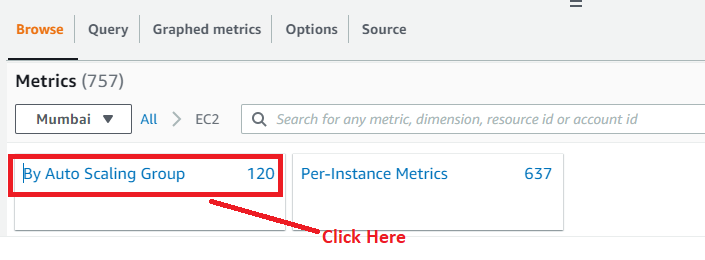 Browse Query Graphed metrics Options Source
Metrics (757)
Mumbai All EC2 Search for any metric, dimension, resource id or account id
By Auto Scaling Group 120 Per-Instance Metrics 637
Click Here